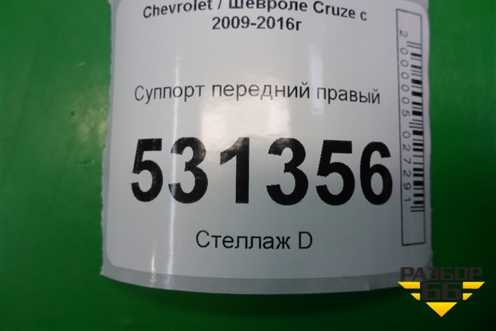 Chevrolet / Шевроле Cruze с
2009-2016г
Суппорт передний правый
531356
Стеллаж D
2000005027291
РАЗБОР
66